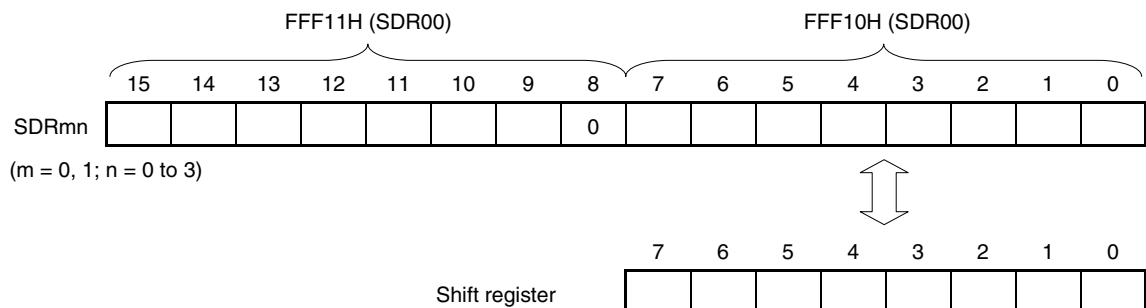 FFF11H (SDR00) FFF10H (SDR00)
15 14 13 12 11 10 9 8 7 6 5 4 3 2 1 0
SDRmn 0
(m = 0, 1; n = 0 to 3)
7 6 5 4 3 2 1 0
Shift register